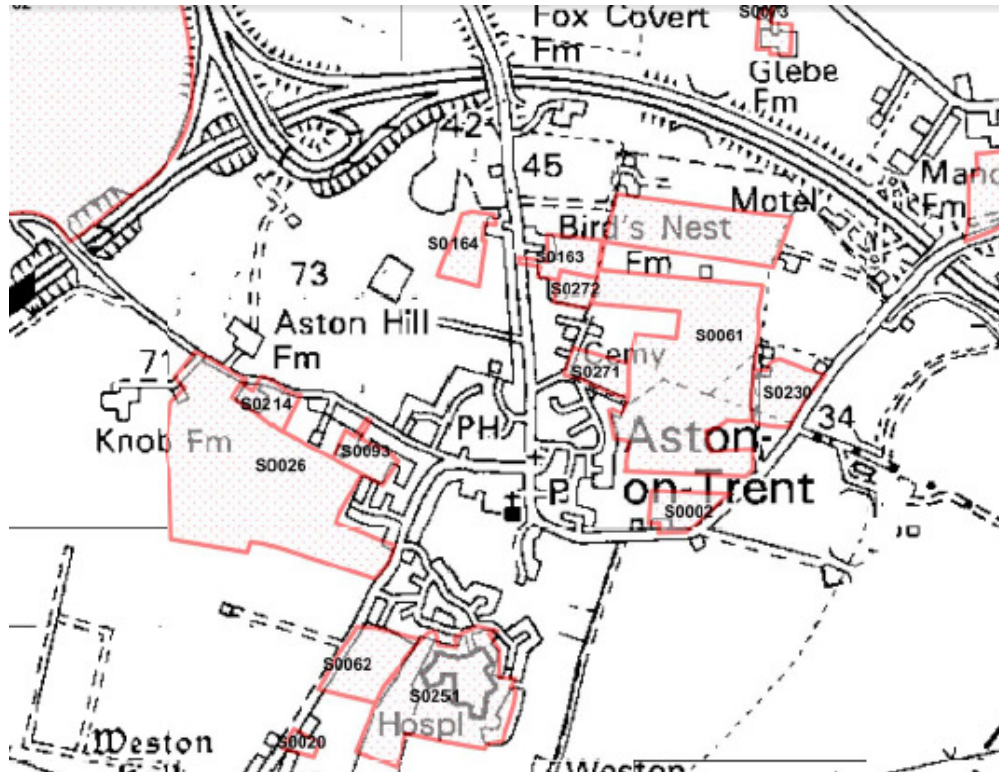 Fox Covert
Fm
S0073
Glebe
Fm
42
45
Motel
Fm
Bird's Nest
Fm
S0164
S0163
S0272
73
Aston Hill
Fm
S0061
Cemy
S0271
S0230
71
S0214
34
PH
Knob Fm
S0093
S0026
Aston-
on-Trent
P
S0002
S0062
S0251
Hospl
S0020
Weston
Weston